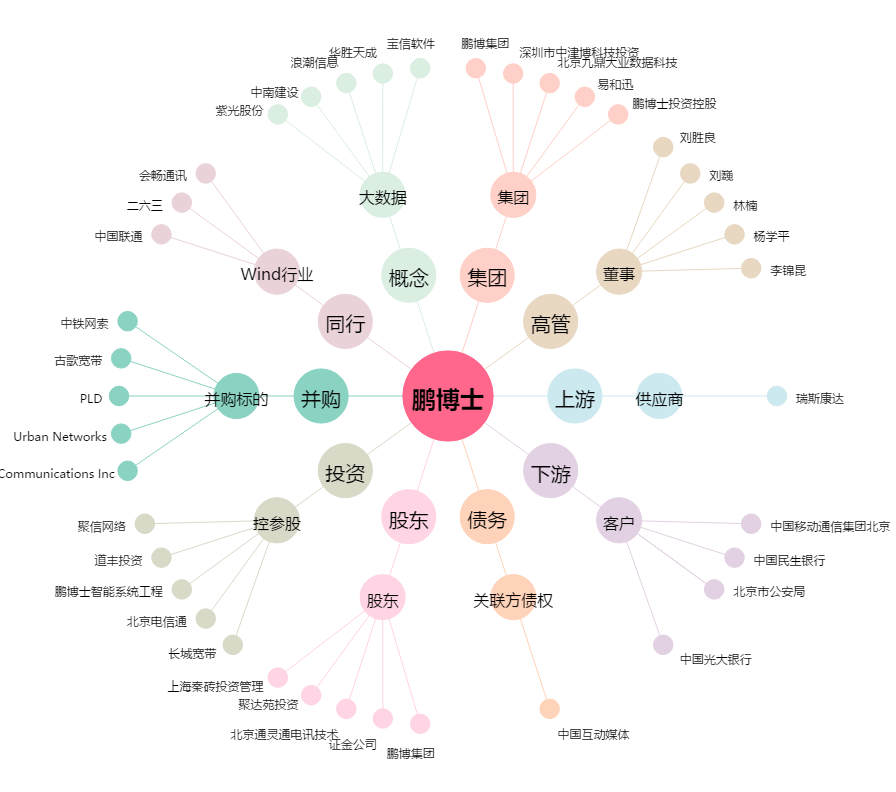 宝信软件
鹏博集团
华胜天成
深圳市中津博科技投资
浪潮信息
北京九鼎大业数据科技
中南建设
易和迅
紫光股份
鹏博士投资控股
刘胜良
会畅通讯
刘巍
大数据
集团
二六三
林楠
中国联通
杨学平
Wind行业
概念
集团
董事
李锦昆
中铁网索
同行
高管
古歌宽带
PLD
并购标的
并购
鹏博士
上游
供应商
瑞斯康达
Urban Networks
Communications Inc
投资
下游
聚信网络
控参股
股东
债务
客户
中国移动通信集团北京
道丰投资
中国民生银行
鹏博士智能系统工程
股东
关联方债权
北京市公安局
北京电信通
长城宽带
中国光大银行
上海秦砖投资管理
聚达苑投资
北京通灵通电讯技术
证金公司
鹏博集团
中国互动媒体